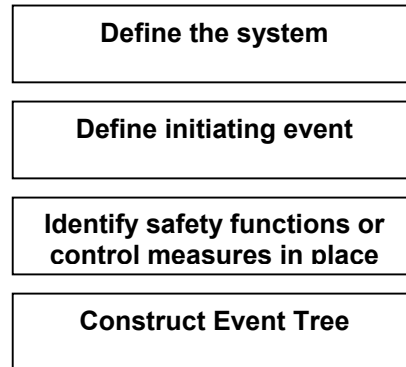 Define the system
Define initiating event
Identify safety functions or
control measures in place
Construct Event Tree